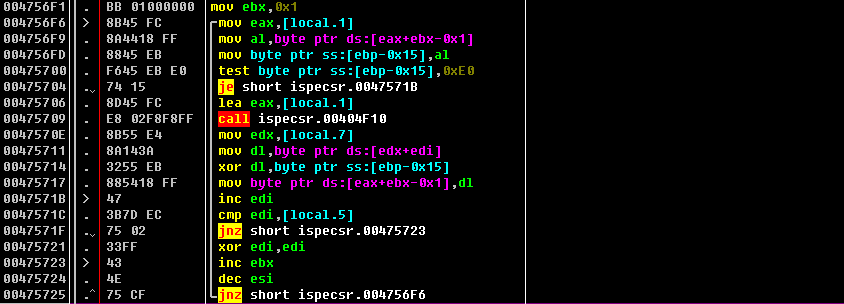 004756F1 . BB 01000000 mov ebx,0x1
004756F6 > 8B45 FC mov eax,[local.1]
004756F9 . 8A4418 FF mov al,byte ptr ds:[eax+ebx-0x1]
004756FD . 8845 EB mov byte ptr ss:[ebp-0x15],al
00475700 . F645 EB E0 test byte ptr ss:[ebp-0x15],0xE0
00475704 .ˇ 74 15 je short ispecsr.0047571B
00475706 . 8D45 FC lea eax,[local.1]
00475709 . E8 02F8F8FF call ispecsr.00404F10
0047570E . 8B55 E4 mov edx,[local.7]
00475711 . 8A143A mov dl,byte ptr ds:[edx+edi]
00475714 . 3255 EB xor dl,byte ptr ss:[ebp-0x15]
00475717 . 885418 FF mov byte ptr ds:[eax+ebx-0x1],dl
0047571B > 47 inc edi
0047571C . 3B7D EC cmp edi,[local.5]
0047571F .ˇ 75 02 jnz short ispecsr.00475723
00475721 . 33FF xor edi,edi
00475723 > 43 inc ebx
00475724 . 4E dec esi
00475725 .^ 75 CF jnz short ispecsr.004756F6